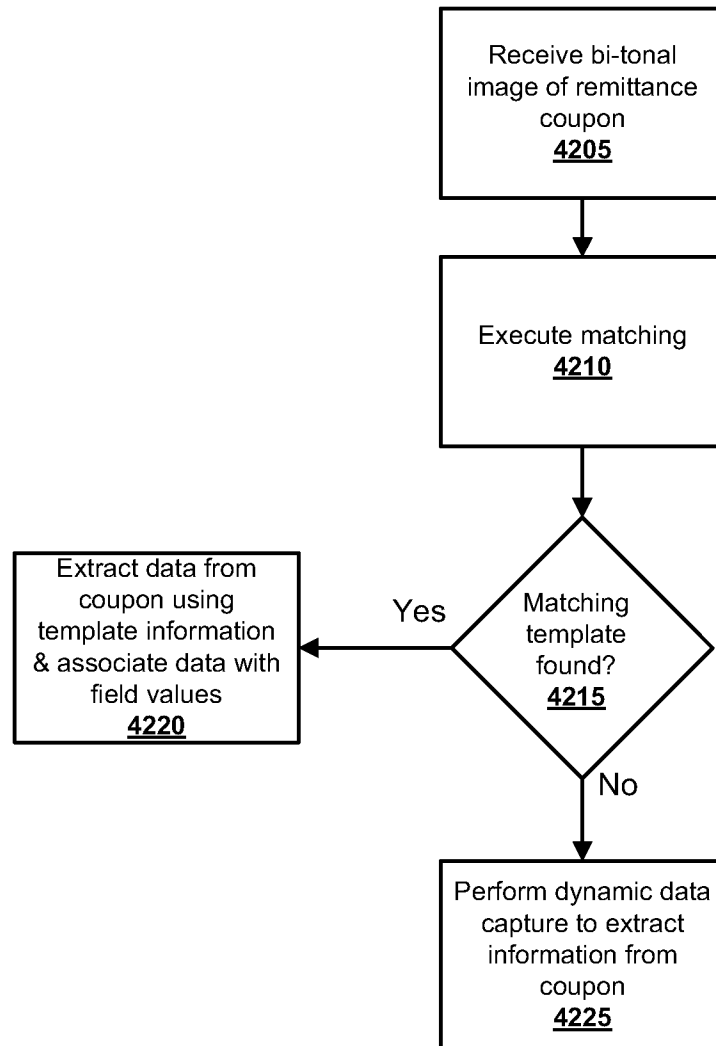 Receive bi-tonal
image of remittance
coupon
4205
Execute matching
4210
Matching
template
found?
4215
Yes
Extract data from
coupon using
template information
& associate data with
field values
4220
No
Perform dynamic data
capture to extract
information from
coupon
4225